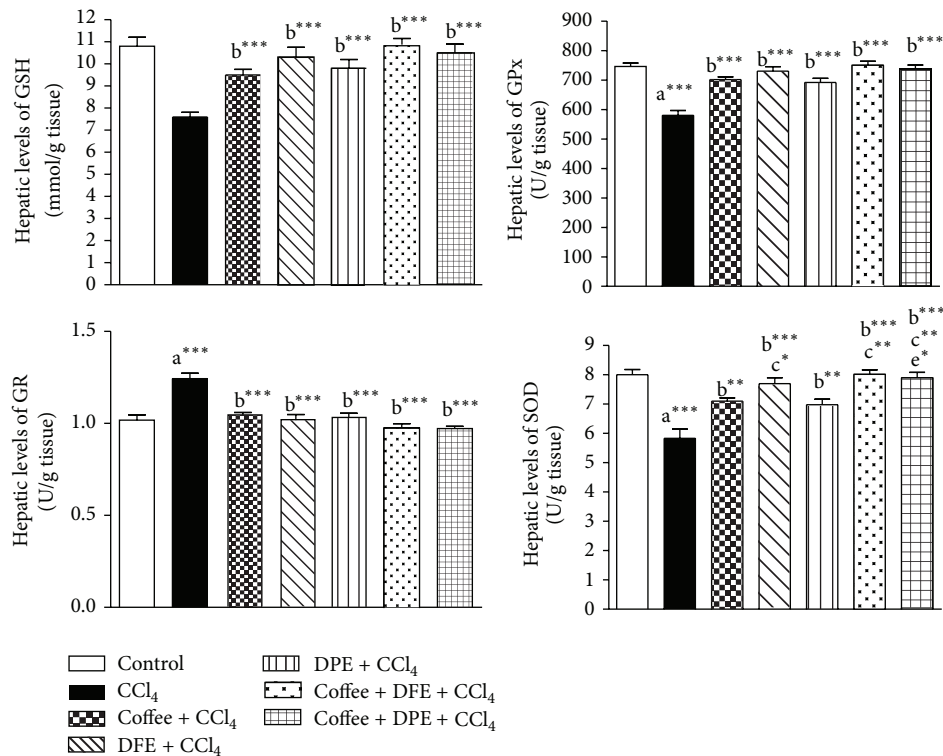 Hepatic levels of GSH
(mmol/g tissue)
12
11
10
9
8
7
6
5
4
3
2
1
0
b***
b***
b***
b***
b***
Hepatic levels of GPx
(U/g tissue)
900
800
700
600
500
400
300
200
100
0
a***
b***
b***
b***
b***
b***
Hepatic levels of GR
(U/g tissue)
1.5
1.0
0.5
0.0
a***
b***
b***
b***
b***
b***
Hepatic levels of SOD
(U/g tissue)
8
8
7
6
5
4
3
2
1
0
a***
b**
b***
c*
b**
b***
c**
b***
c**
e*
Control
CCl₄
Coffee + CCl₄
DFE + CCl₄
DPE + CCl₄
Coffee + DFE + CCl₄
Coffee + DPE + CCl₄